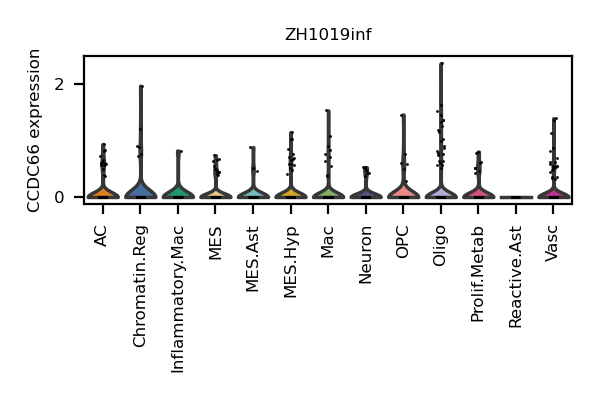 ZH1019inf
CCDC66 expression
2
0
AC
Chromatin.Reg
Inflammatory.Mac
MES
MES.Ast
MES.Hyp
Mac
Neuron
OPC
Oligo
Prolif.Metab
Reactive.Ast
Vasc